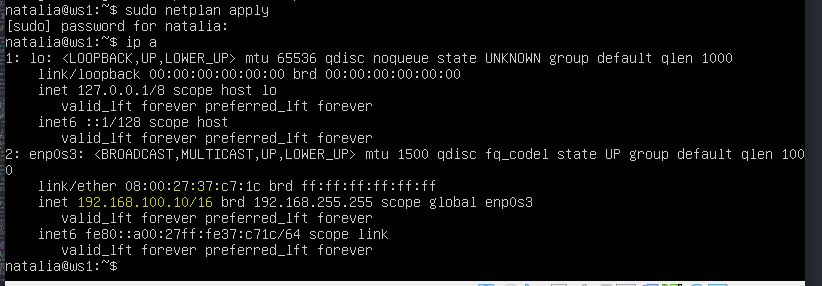 natalia@ws1:~$ sudo netplan apply
[sudo] password for natalia:
natalia@ws1:~$ ip a
1: lo: <LOOPBACK,UP,LOWER_UP> mtu 65536 qdisc noqueue state UNKNOWN group default qlen 1000
    link/loopback 00:00:00:00:00:00 brd 00:00:00:00:00:00
    inet 127.0.0.1/8 scope host lo
       valid_lft forever preferred_lft forever
    inet6 ::1/128 scope host
       valid_lft forever preferred_lft forever
2: enp0s3: <BROADCAST,MULTICAST,UP,LOWER_UP> mtu 1500 qdisc fq_codel state UP group default qlen 100
0
    link/ether 08:00:27:37:c7:1c brd ff:ff:ff:ff:ff:ff
    inet 192.168.100.10/16 brd 192.168.255.255 scope global enp0s3
       valid_lft forever preferred_lft forever
    inet6 fe80::a00:27ff:fe37:c71c/64 scope link
       valid_lft forever preferred_lft forever
natalia@ws1:~$